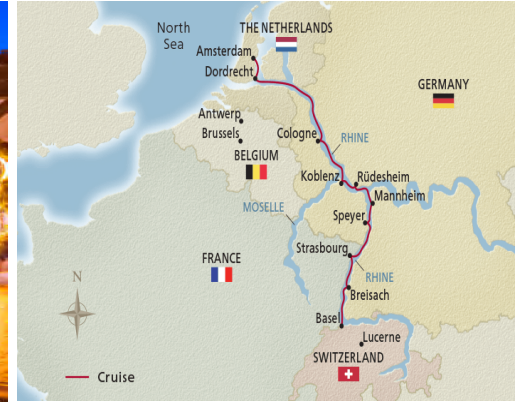 North
Sea
THE NETHERLANDS
Amsterdam
Dordrecht
GERMANY
Antwerp
Brussels
BELGIUM
Cologne
RHINE
Koblenz
Rüdesheim
Mannheim
MOSELLE
Speyer
Strasbourg
FRANCE
RHINE
N
Breisach
Basel
Lucerne
SWITZERLAND
Cruise